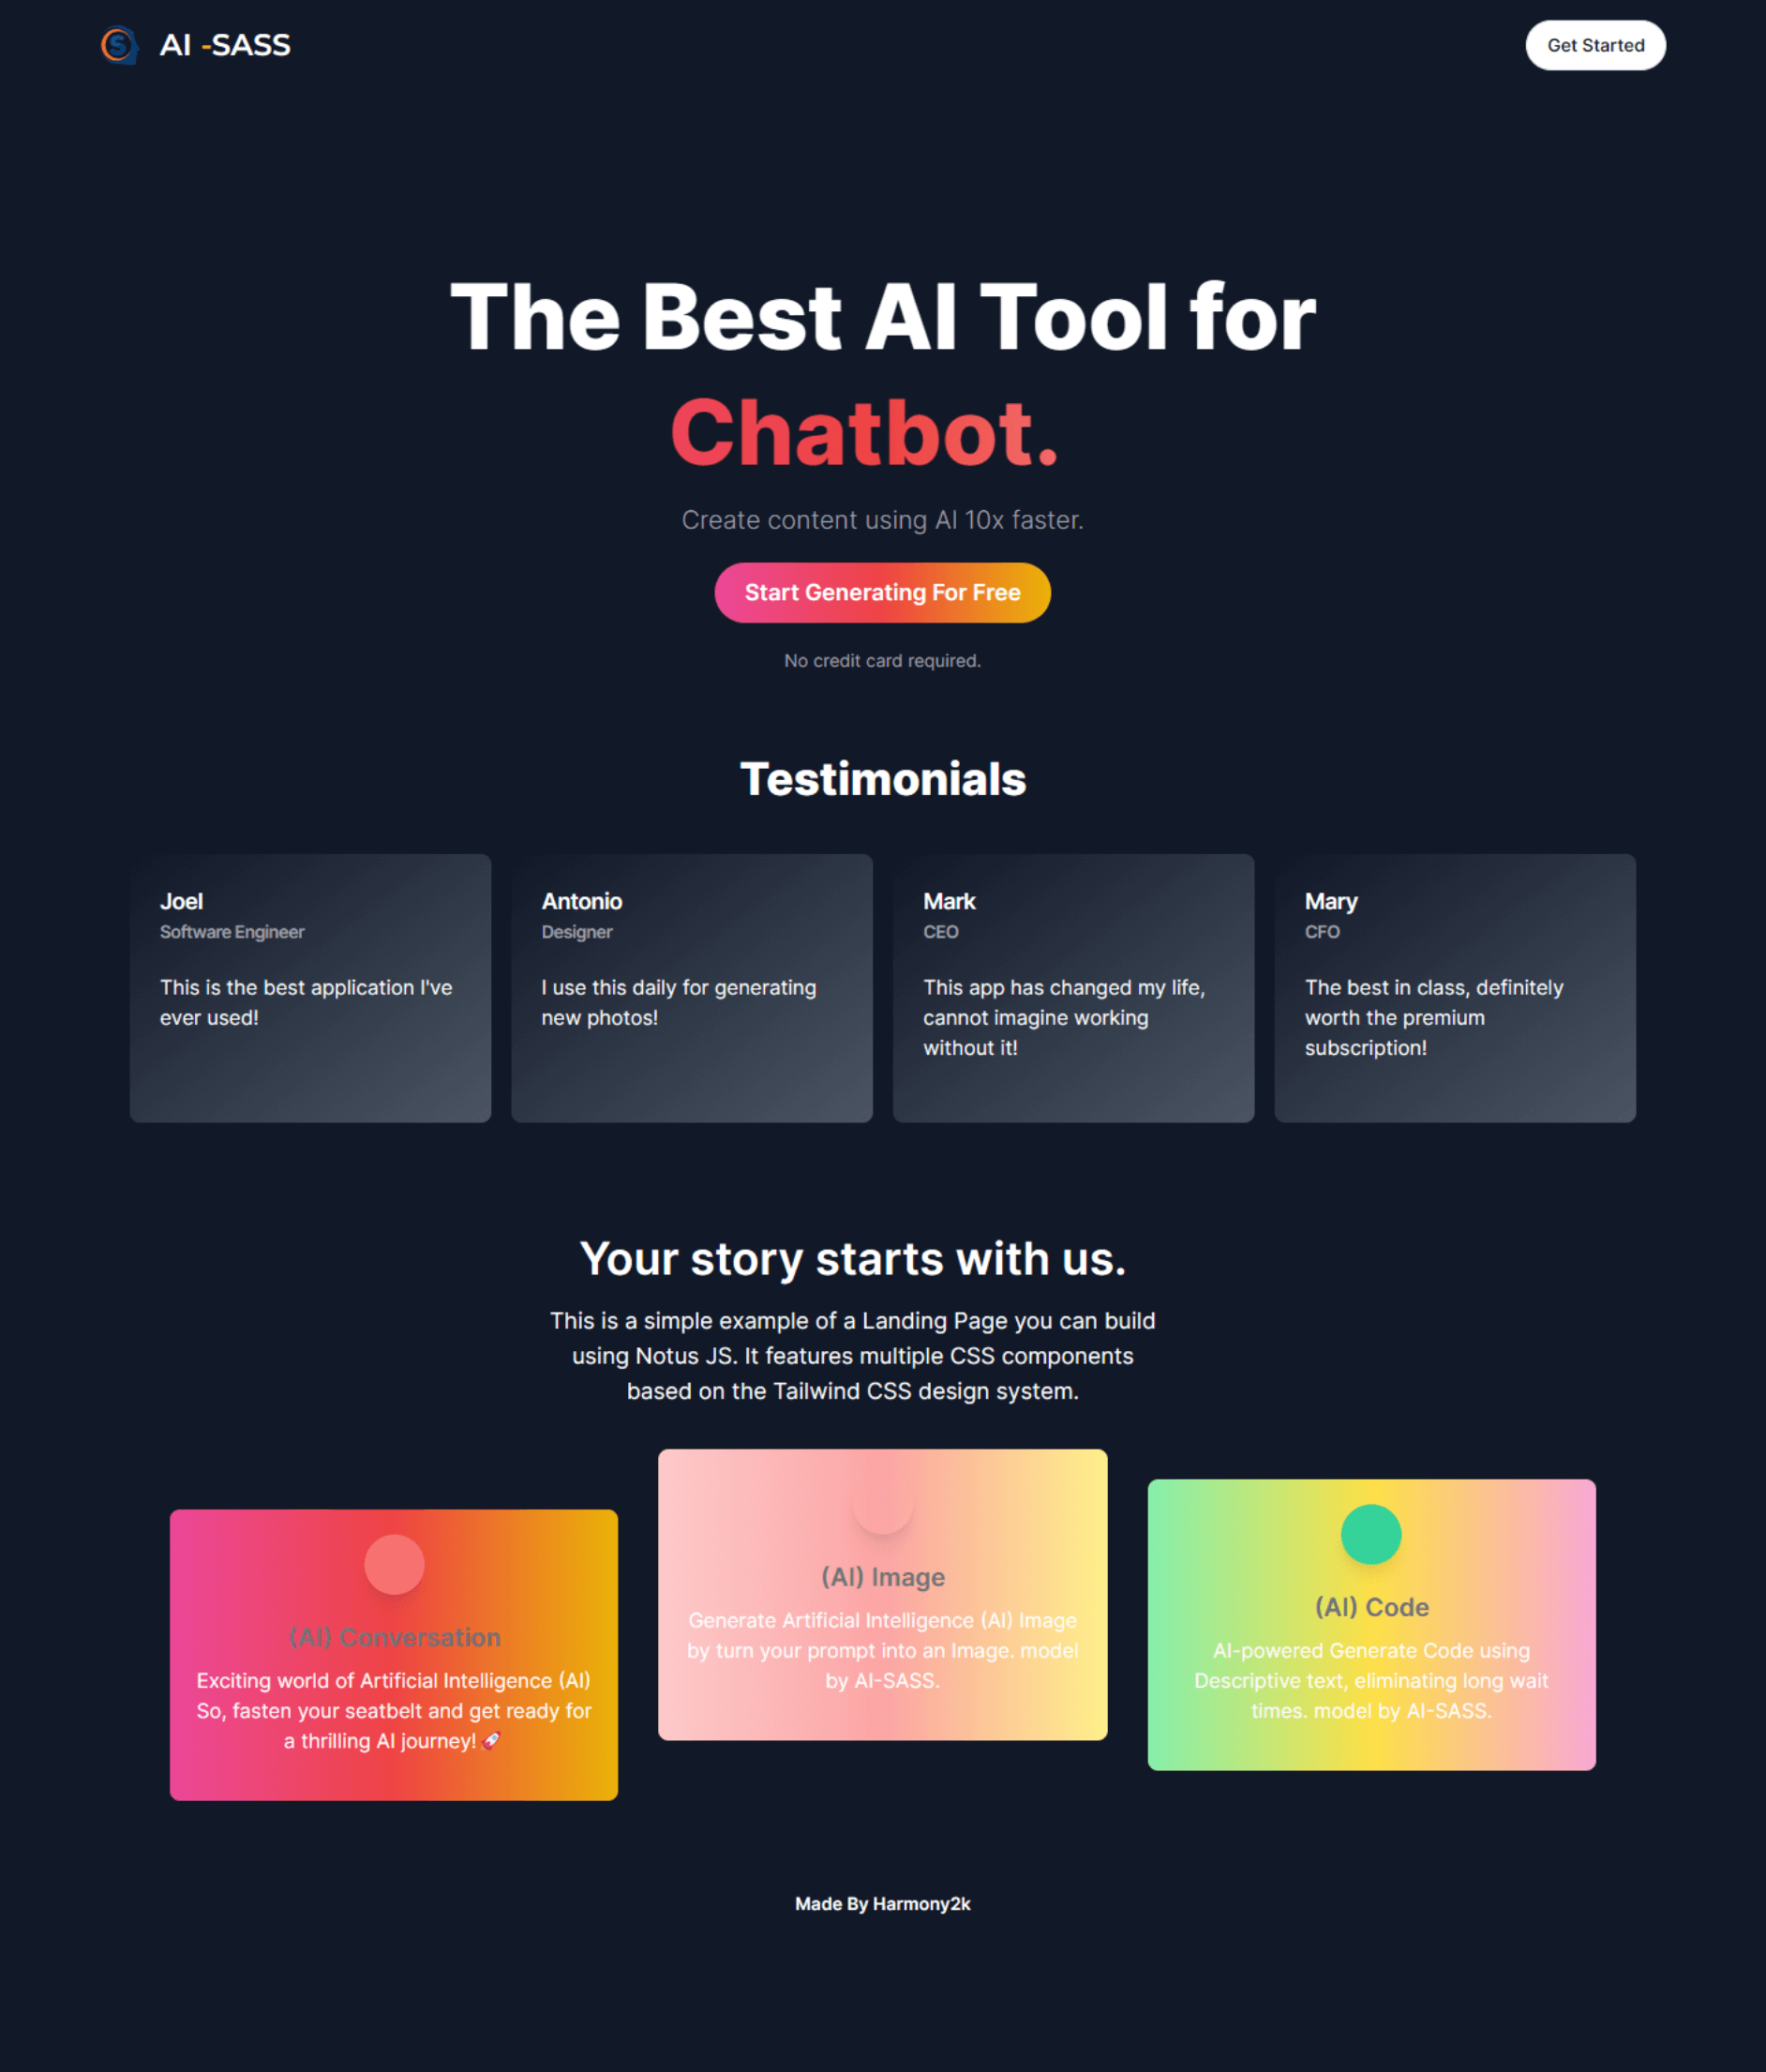 AI -SASS
Get Started
The Best AI Tool for
Chatbot.
Create content using AI 10x faster.
Start Generating For Free
No credit card required.
Testimonials
Joel
Software Engineer
This is the best application I've
ever used!
Antonio
Designer
I use this daily for generating
new photos!
Mark
CEO
This app has changed my life,
cannot imagine working
without it!
Mary
CFO
The best in class, definitely
worth the premium
subscription!
Your story starts with us.
This is a simple example of a Landing Page you can build
using Notus JS. It features multiple CSS components
based on the Tailwind CSS design system.
(AI) Conversation
Exciting world of Artificial Intelligence (AI)
So, fasten your seatbelt and get ready for
a thrilling AI journey!🚀
(AI) Image
Generate Artificial Intelligence (AI) Image
by turn your prompt into an Image. model
by AI-SASS.
(AI) Code
AI-powered Generate Code using
Descriptive text, eliminating long wait
times. model by AI-SASS.
Made By Harmony2k